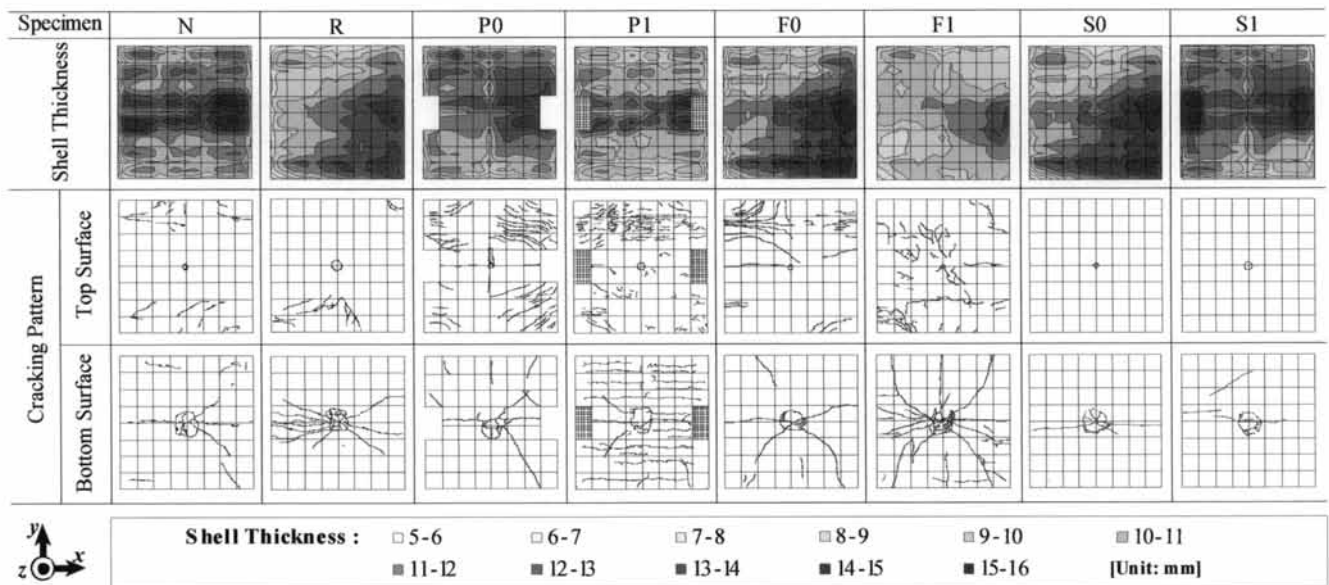 Specimen N R P0 P1 F0 F1 S0 S1
Shell Thickness
Cracking Pattern
Top Surface
Bottom Surface
y
z x
Shell Thickness : 5-6 6-7 7-8 8-9 9-10 10-11
11-12 12-13 13-14 14-15 15-16 [Unit: mm]